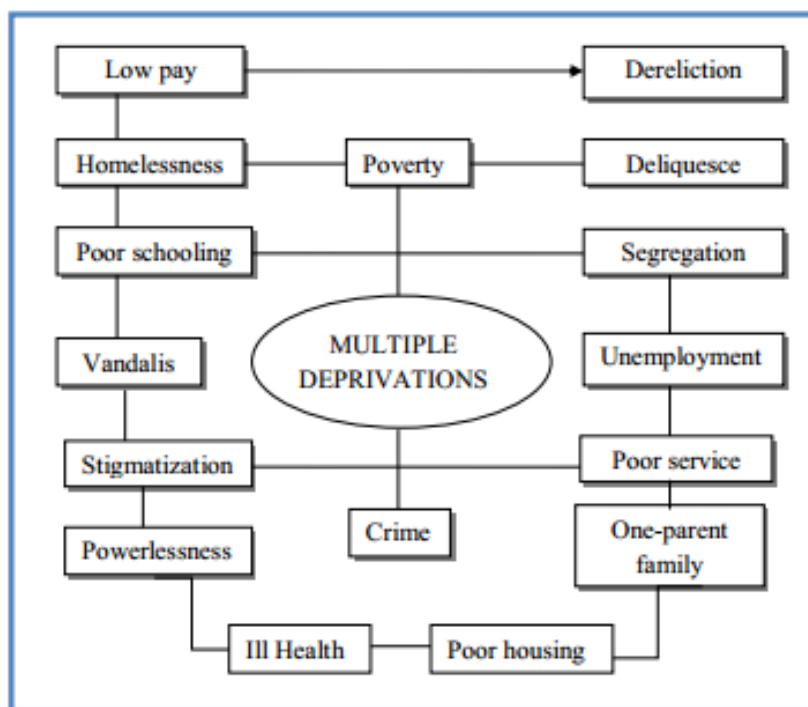 Low pay
Dereliction
Homelessness
Poverty
Deliquesce
Poor schooling
Segregation
MULTIPLE
DEPRIVATIONS
Vandalis
Unemployment
Stigmatization
Poor service
Powerlessness
Crime
One-parent
family
Ill Health
Poor housing